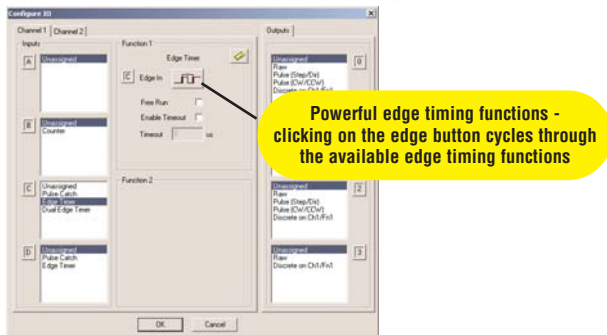 Configure IO
Channel 1 Channel 2
Inputs
A
Unassigned
B
Unassigned
Counter
C
Unassigned
Pulse Catch
Edge Timer
Dual Edge Timer
D
Unassigned
Pulse Catch
Edge Timer
Function 1
Edge Timer
C Edge In
Free Run
Enable Timeout
Timeout us
Function 2
Outputs
Unassigned
Raw
Pulse (Step/Dir)
Pulse (CW/CCW)
Discrete on Ch1/Fn1
0
Powerful edge timing functions -
clicking on the edge button cycles through
the available edge timing functions
Unassigned
Raw
Pulse (Step/Dir)
Pulse (CW/CCW)
Discrete on Ch1/Fn1
2
Unassigned
Raw
Discrete on Ch1/Fn1
3
OK Cancel